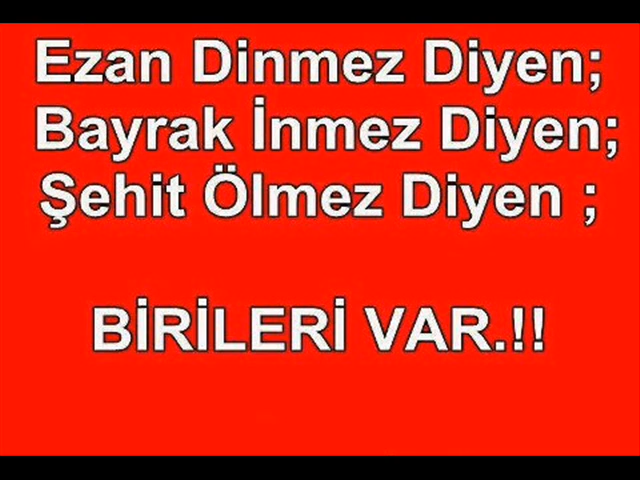 Ezan Dinmez Diyen;
Bayrak İnmez Diyen;
Şehit Ölmez Diyen ;
BİRİLERİ VAR.!!